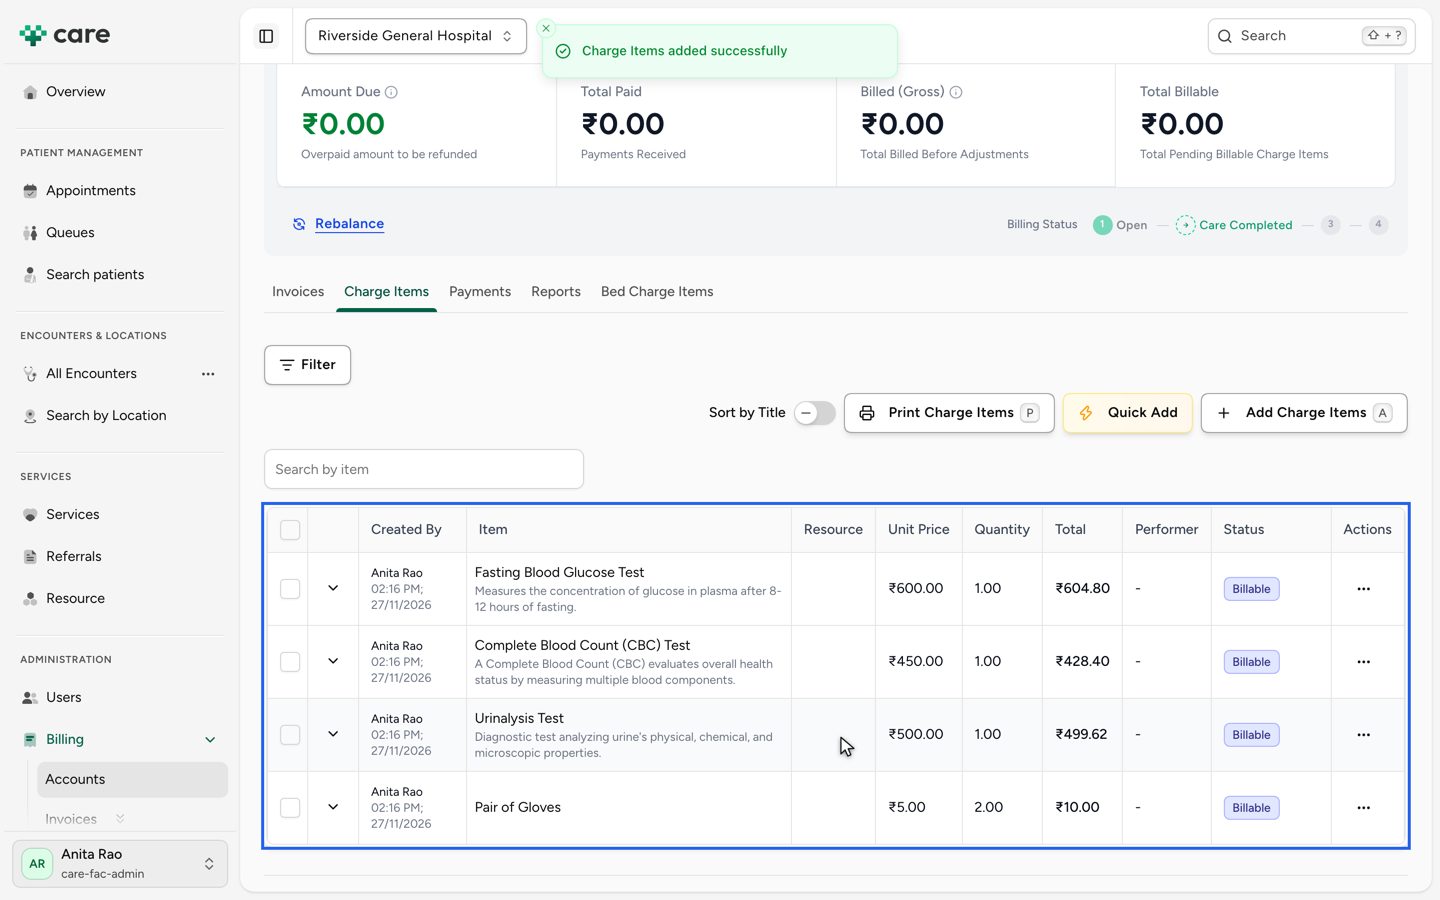 care
Riverside General Hospital
Charge Items added successfully
Search
+ ?
Overview
PATIENT MANAGEMENT
Appointments
Queues
Search patients
ENCOUNTERS & LOCATIONS
All Encounters
Search by Location
SERVICES
Services
Referrals
Resource
ADMINISTRATION
Users
Billing
Accounts
Invoices
AR
Anita Rao
care-fac-admin
Amount Due
₹0.00
Overpaid amount to be refunded
Total Paid
₹0.00
Payments Received
Billed (Gross)
₹0.00
Total Billed Before Adjustments
Total Billable
₹0.00
Total Pending Billable Charge Items
Rebalance
Billing Status 1 Open Care Completed 3 4
Invoices Charge Items Payments Reports Bed Charge Items
Filter
Sort by Title Print Charge Items P Quick Add + Add Charge Items A
Search by item
Created By Item Resource Unit Price Quantity Total Performer Status Actions
Anita Rao
02:16 PM;
27/11/2026
Fasting Blood Glucose Test
Measures the concentration of glucose in plasma after 8-
12 hours of fasting.
₹600.00 1.00 ₹604.80 - Billable
Anita Rao
02:16 PM;
27/11/2026
Complete Blood Count (CBC) Test
A Complete Blood Count (CBC) evaluates overall health
status by measuring multiple blood components.
₹450.00 1.00 ₹428.40 - Billable
Anita Rao
02:16 PM;
27/11/2026
Urinalysis Test
Diagnostic test analyzing urine's physical, chemical, and
microscopic properties.
₹500.00 1.00 ₹499.62 - Billable
Anita Rao
02:16 PM;
27/11/2026
Pair of Gloves
₹5.00 2.00 ₹10.00 - Billable